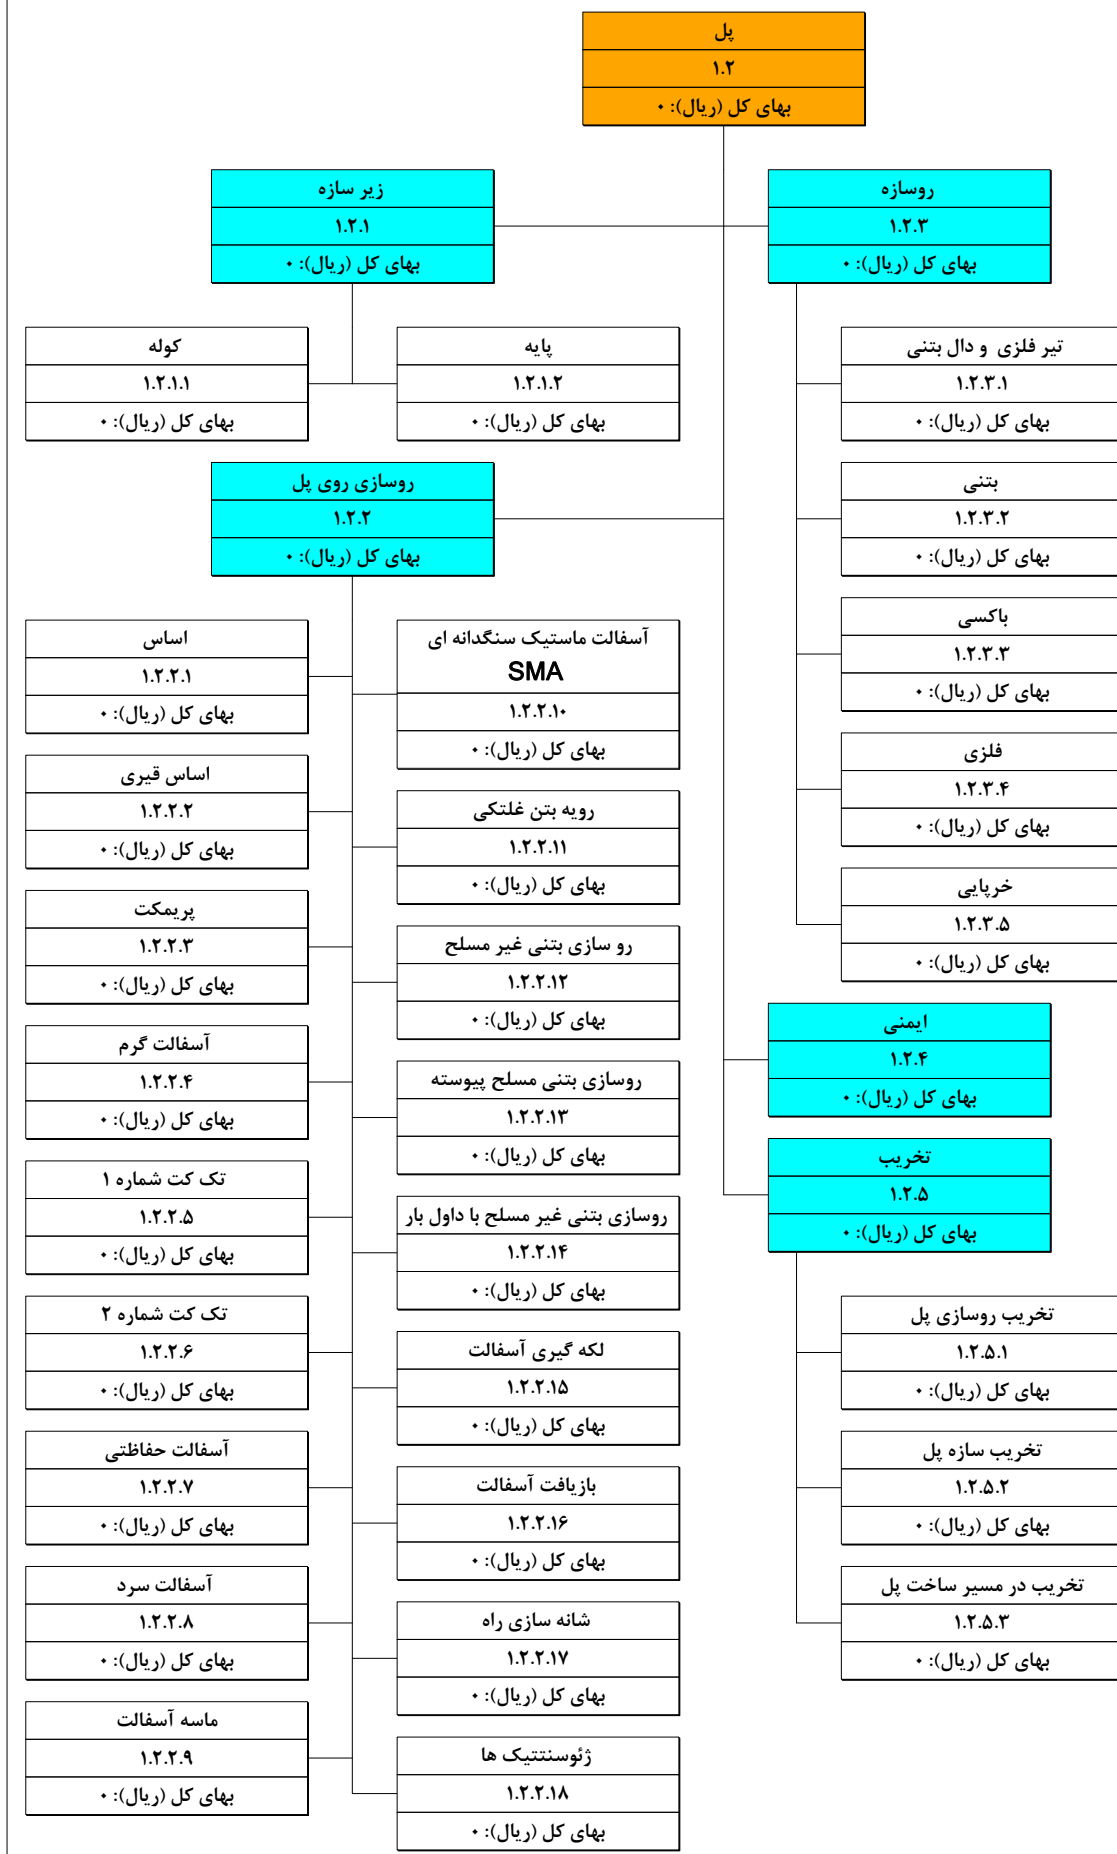 پل
۱.۲
بهای کل (ریال): ۰
زیر سازه
۱.۲.۱
بهای کل (ریال): ۰
کوله
۱.۲.۱.۱
بهای کل (ریال): ۰
پایه
۱.۲.۱.۲
بهای کل (ریال): ۰
روسازی روی پل
۱.۲.۲
بهای کل (ریال): ۰
اساس
۱.۲.۲.۱
بهای کل (ریال): ۰
اساس قیری
۱.۲.۲.۲
بهای کل (ریال): ۰
پریمکت
۱.۲.۲.۳
بهای کل (ریال): ۰
آسفالت گرم
۱.۲.۲.۴
بهای کل (ریال): ۰
تک کت شماره ۱
۱.۲.۲.۵
بهای کل (ریال): ۰
تک کت شماره ۲
۱.۲.۲.۶
بهای کل (ریال): ۰
آسفالت حفاظتی
۱.۲.۲.۷
بهای کل (ریال): ۰
آسفالت سرد
۱.۲.۲.۸
بهای کل (ریال): ۰
ماسه آسفالت
۱.۲.۲.۹
بهای کل (ریال): ۰
آسفالت ماستیک سنگدانه ای
SMA
۱.۲.۲.۱۰
بهای کل (ریال): ۰
رویه بتن غلتکی
۱.۲.۲.۱۱
بهای کل (ریال): ۰
رو سازی بتنی غیر مسلح
۱.۲.۲.۱۲
بهای کل (ریال): ۰
روسازی بتنی مسلح پیوسته
۱.۲.۲.۱۳
بهای کل (ریال): ۰
روسازی بتنی غیر مسلح با داول بار
۱.۲.۲.۱۴
بهای کل (ریال): ۰
لکه گیری آسفالت
۱.۲.۲.۱۵
بهای کل (ریال): ۰
بازیافت آسفالت
۱.۲.۲.۱۶
بهای کل (ریال): ۰
شانه سازی راه
۱.۲.۲.۱۷
بهای کل (ریال): ۰
ژئوسنتتیک ها
۱.۲.۲.۱۸
بهای کل (ریال): ۰
روسازه
۱.۲.۳
بهای کل (ریال): ۰
تیر فلزی و دال بتنی
۱.۲.۳.۱
بهای کل (ریال): ۰
بتنی
۱.۲.۳.۲
بهای کل (ریال): ۰
باکسی
۱.۲.۳.۳
بهای کل (ریال): ۰
فلزی
۱.۲.۳.۴
بهای کل (ریال): ۰
خرپایی
۱.۲.۳.۵
بهای کل (ریال): ۰
ایمنی
۱.۲.۴
بهای کل (ریال): ۰
تخریب
۱.۲.۵
بهای کل (ریال): ۰
تخریب روسازی پل
۱.۲.۵.۱
بهای کل (ریال): ۰
تخریب سازه پل
۱.۲.۵.۲
بهای کل (ریال): ۰
تخریب در مسیر ساخت پل
۱.۲.۵.۳
بهای کل (ریال): ۰